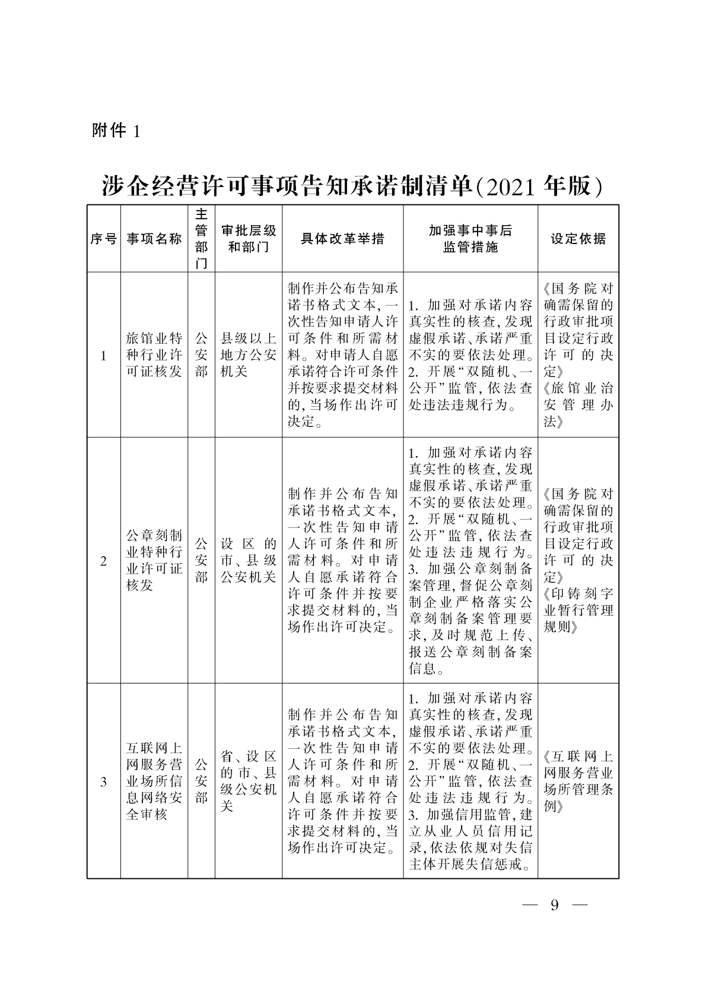 附件 1
涉企经营许可事项告知承诺制清单(2021 年版)
序号
事项名称
主
管
部
门
审批层级
和部门
具体改革举措
加强事中事后
监管措施
设定依据
1
旅馆业特
种行业许
可证核发
公
安
部
县级以上
地方公安
机关
制作并公布告知承
诺书格式文本,一
次性告知申请人许
可条件和所需材
料。对申请人自愿
承诺符合许可条件
并按要求提交材料
的,当场作出许可
决定。
1. 加强对承诺内容
真实性的核查,发现
虚假承诺、承诺严重
不实的要依法处理。
2. 开展“双随机、一
公开”监管,依法查
处违法违规行为。
《国务院对
确需保留的
行政审批项
目设定行政
许可的决
定》
《旅馆业治
安管理办
法》
2
公章刻制
业特种行
业许可证
核发
公
安
部
设区的
市、县级
公安机关
制作并公布告知
承诺书格式文本,
一次性告知申请
人许可条件和所
需材料。对申请
人自愿承诺符合
许可条件并按要
求提交材料的,当
场作出许可决定。
1. 加强对承诺内容
真实性的核查,发现
虚假承诺、承诺严重
不实的要依法处理。
2. 开展“双随机、一
公开”监管,依法查
处违法违规行为。
3. 加强公章刻制备
案管理,督促公章刻
制企业严格落实公
章刻制备案管理要
求,及时规范上传、
报送公章刻制备案
信息。
《国务院对
确需保留的
行政审批项
目设定行政
许可的决
定》
《印铸刻字
业暂行管理
规则》
3
互联网上
网服务营
业场所信
息网络安
全审核
公
安
部
省、设区
的市、县
级公安机
关
制作并公布告知
承诺书格式文本,
一次性告知申请
人许可条件和所
需材料。对申请
人自愿承诺符合
许可条件并按要
求提交材料的,当
场作出许可决定。
1. 加强对承诺内容
真实性的核查,发现
虚假承诺、承诺严重
不实的要依法处理。
2. 开展“双随机、一
公开”监管,依法查
处违法违规行为。
3. 加强信用监管,建
立从业人员信用记
录,依法依规对失信
主体开展失信惩戒。
《互联网上
网服务营业
场所管理条
例》
— 9 —